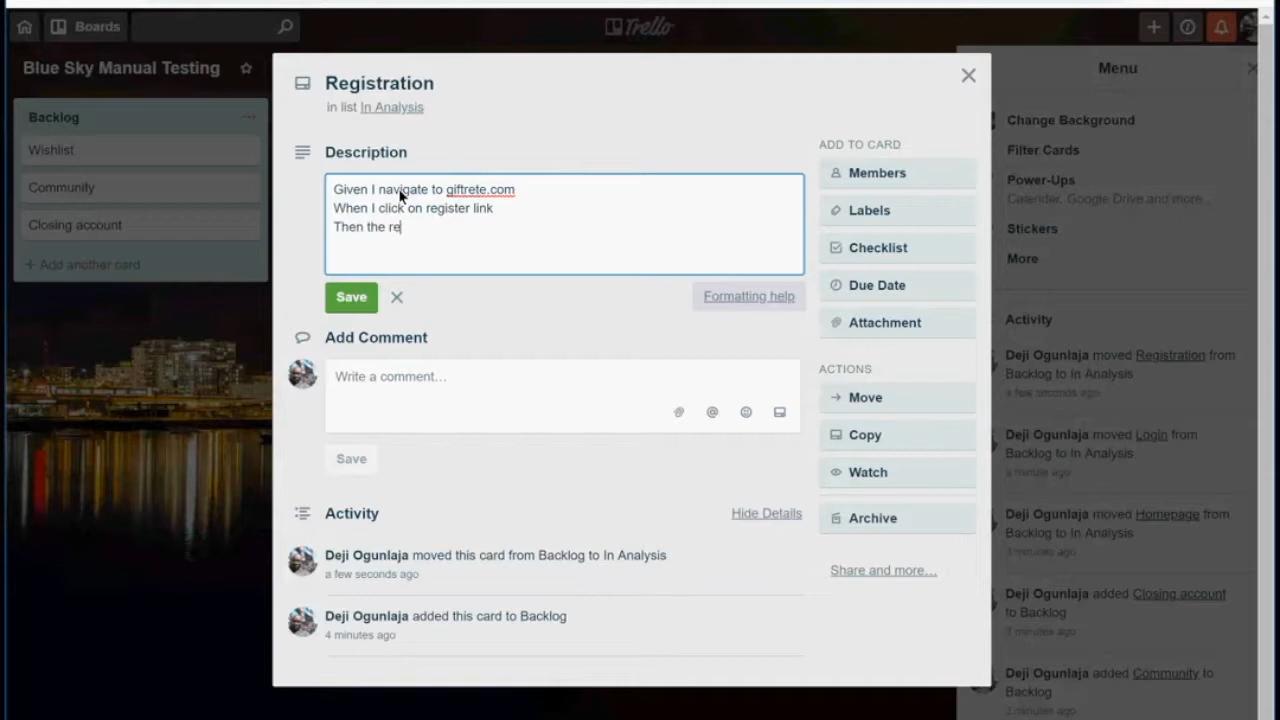 Boards
Trello
Blue Sky Manual Testing
Backlog
Wishlist
Community
Closing account
+ Add another card
Registration
in list In Analysis
Description
Given I navigate to giftrete.com
When I click on register link
Then the re
Save
Formatting help
Add Comment
Write a comment…
@
Save
Activity
Hide Details
Deji Ogunlaja moved this card from Backlog to In Analysis
a few seconds ago
Deji Ogunlaja added this card to Backlog
4 minutes ago
ADD TO CARD
Members
Labels
Checklist
Due Date
Attachment
ACTIONS
Move
Copy
Watch
Archive
Share and more…
Menu
Change Background
Filter Cards
Power-Ups
Calendar, Google Drive and more…
Stickers
More
Activity
Deji Ogunlaja moved Registration from
Backlog to In Analysis
a few seconds ago
Deji Ogunlaja moved Login from
Backlog to In Analysis
a minute ago
Deji Ogunlaja moved Homepage from
Backlog to In Analysis
minutes ago
Deji Ogunlaja added Closing account
to Backlog
minutes ago
Deji Ogunlaja added Community to
Backlog
minutes ago